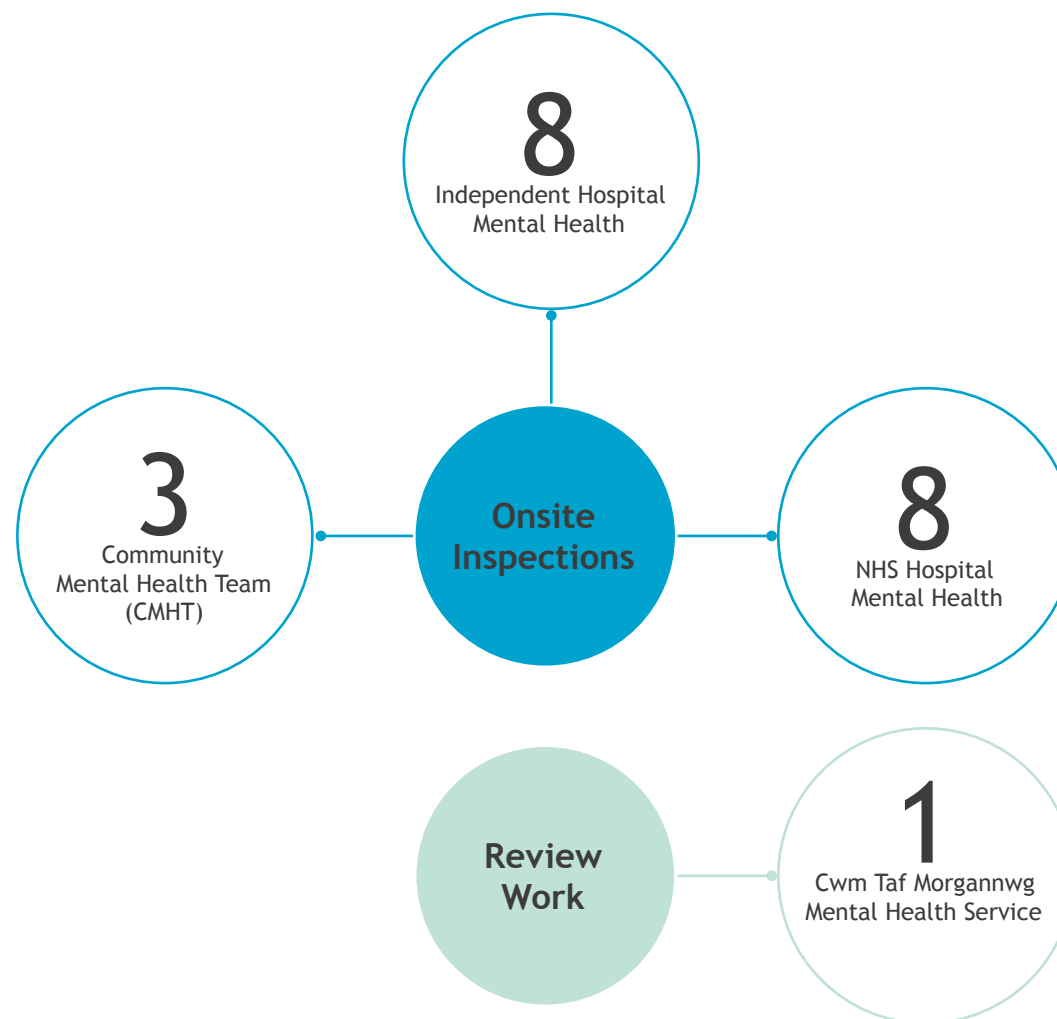 8
Independent Hospital
Mental Health
3
Community
Mental Health Team
(CMHT)
Onsite
Inspections
8
NHS Hospital
Mental Health
Review
Work
1
Cwm Taf Morgannwg
Mental Health Service